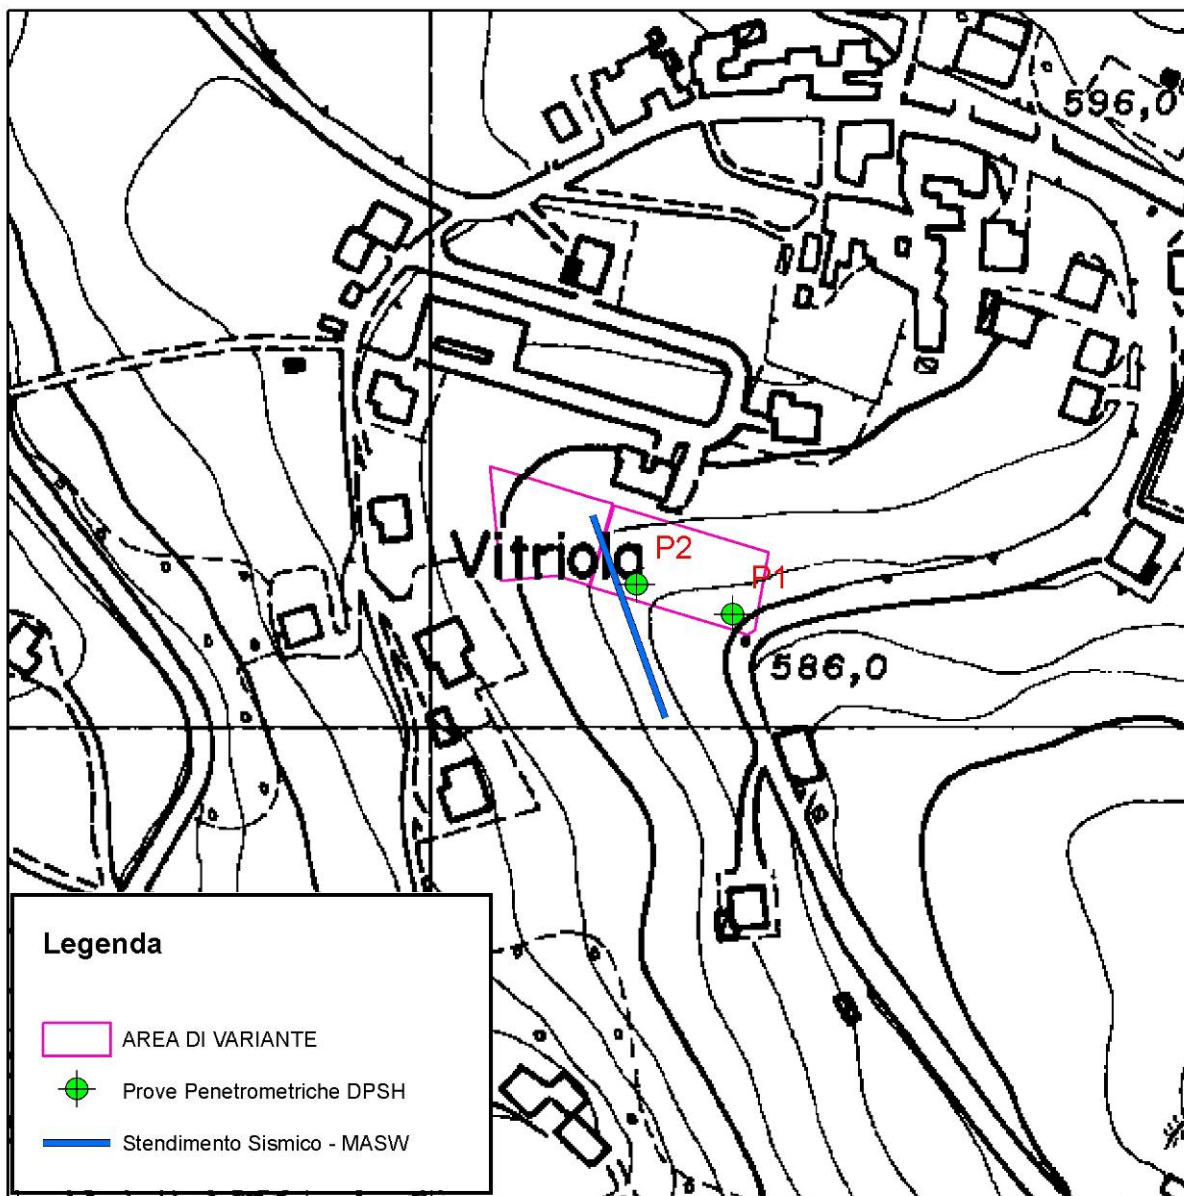 596,0
Vitriola
P2
P1
586,0
Legenda
AREA DI VARIANTE
Prove Penetrometriche DPSH
Stendimento Sismico - MASW